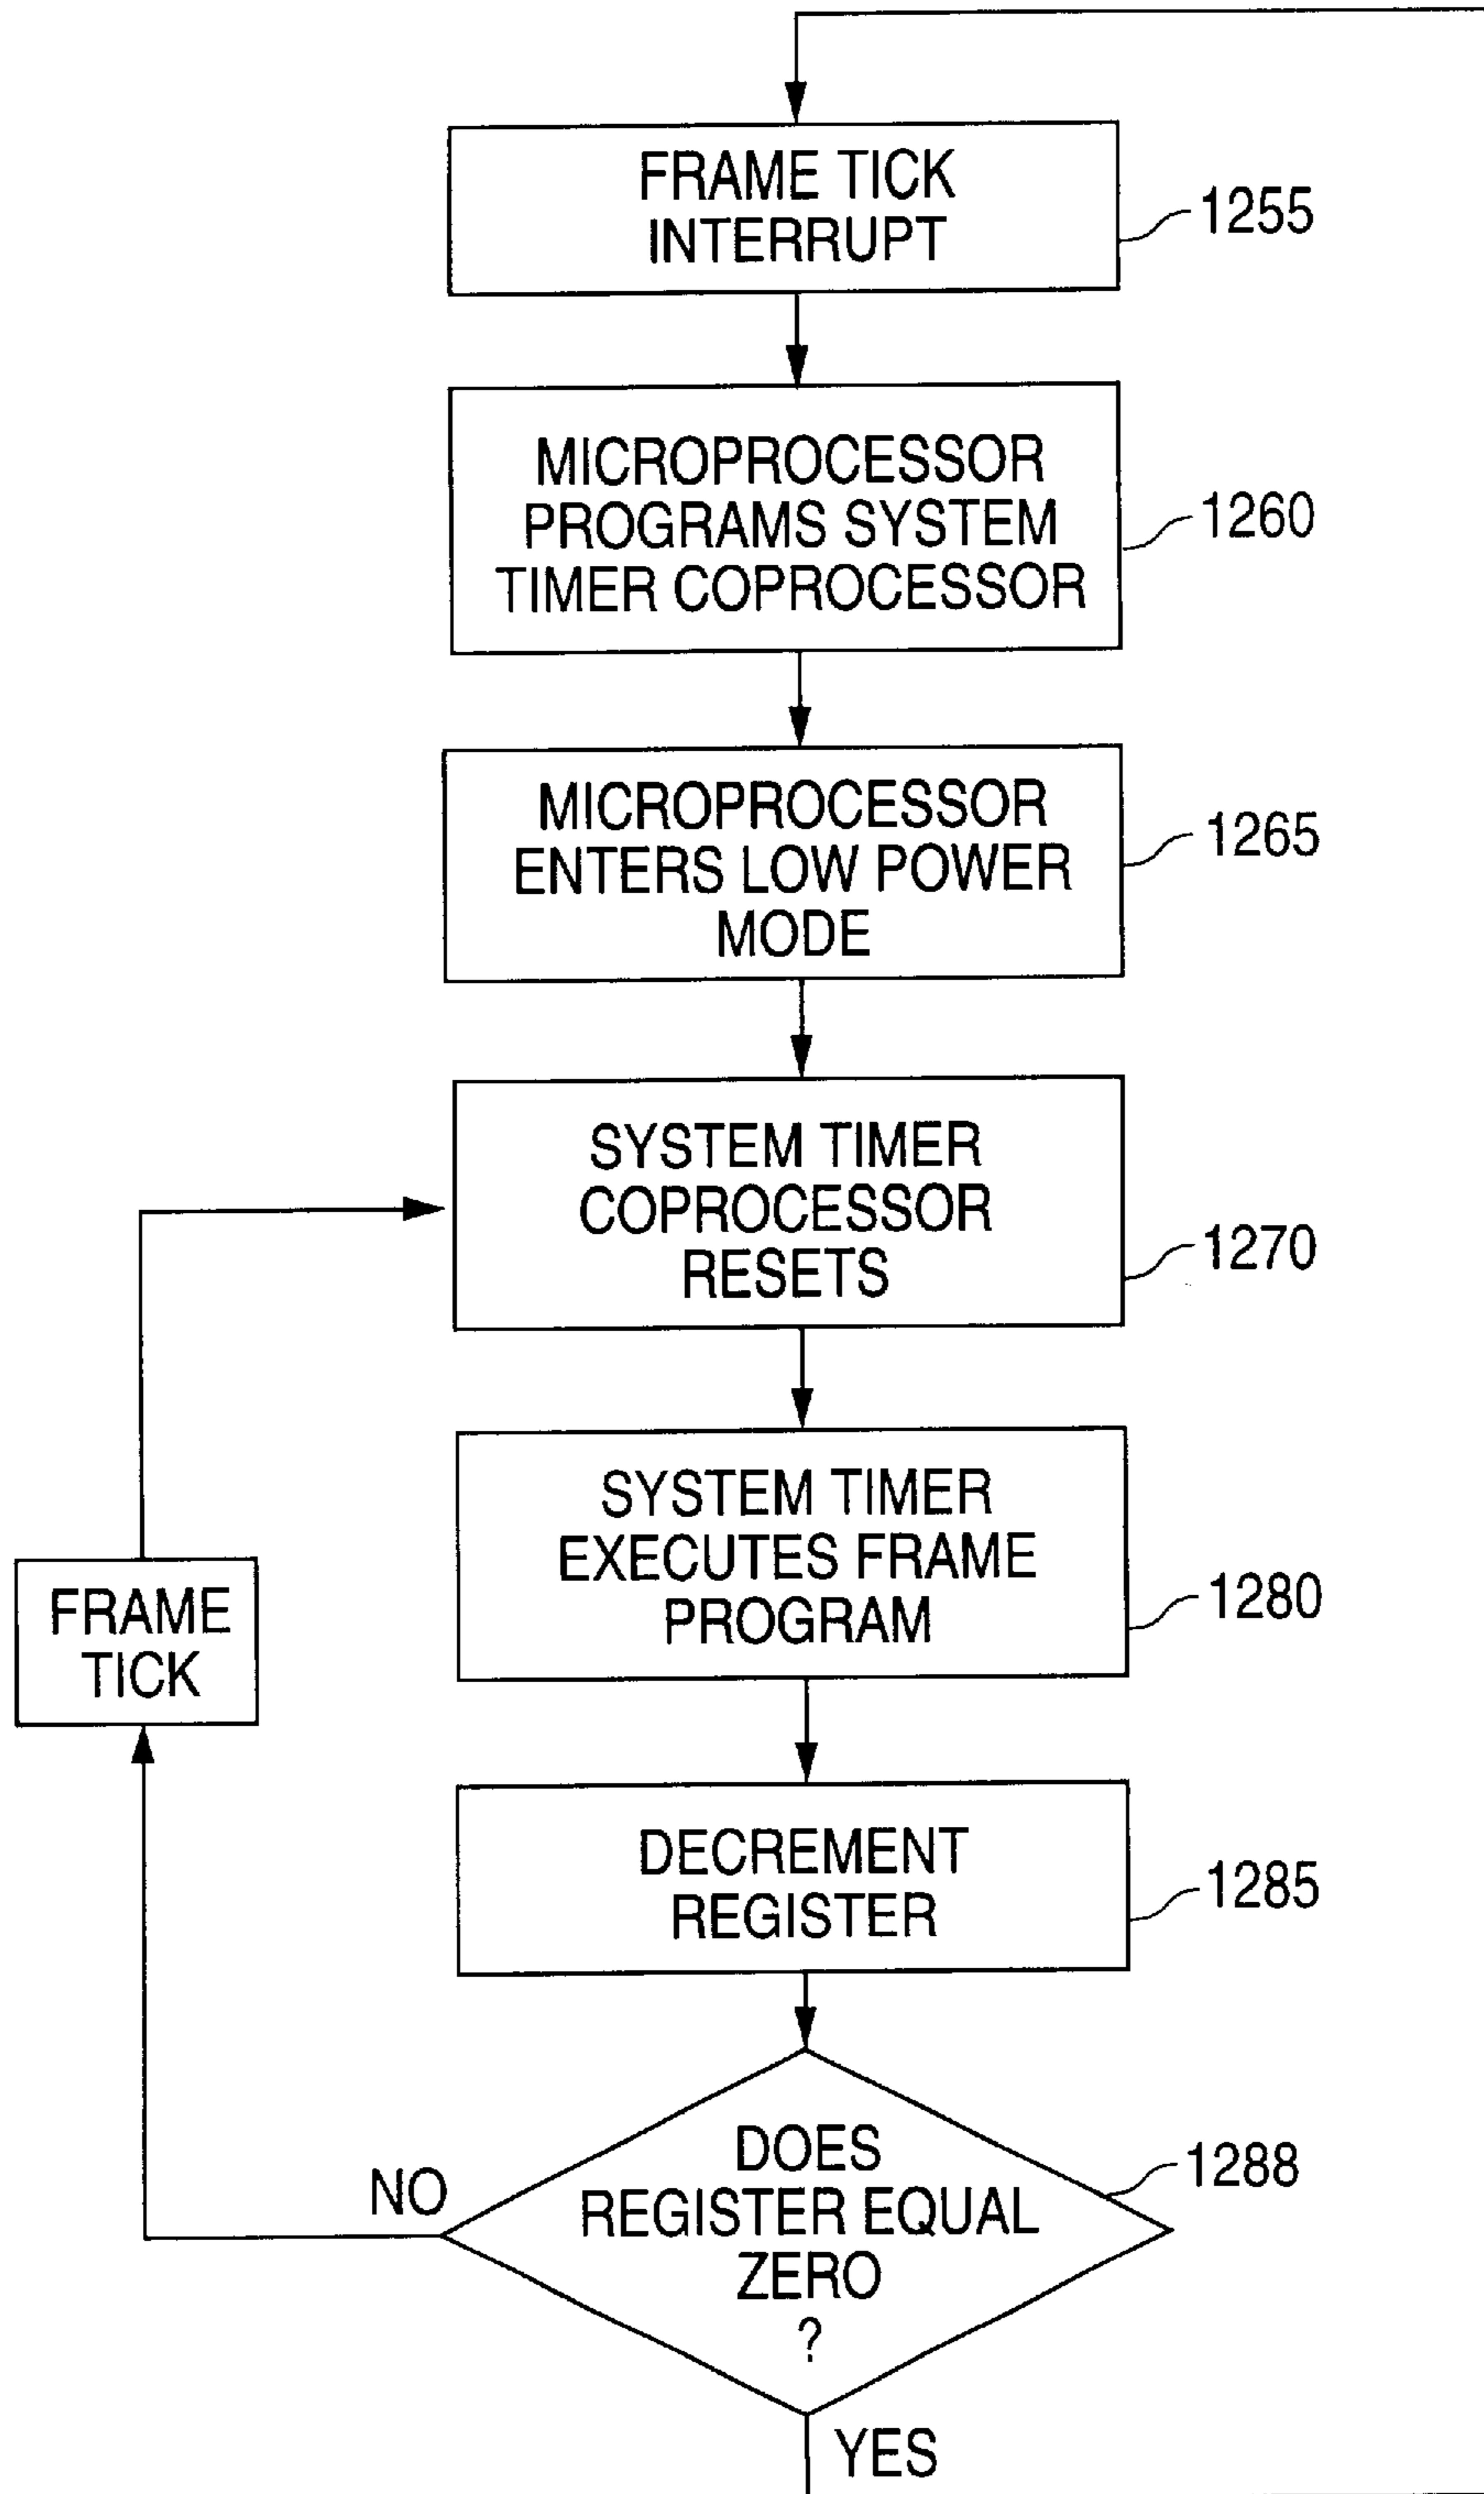 FRAME TICK
INTERRUPT
1255
MICROPROCESSOR
PROGRAMS SYSTEM
TIMER COPROCESSOR
1260
MICROPROCESSOR
ENTERS LOW POWER
MODE
1265
SYSTEM TIMER
COPROCESSOR
RESETS
1270
SYSTEM TIMER
EXECUTES FRAME
PROGRAM
1280
FRAME
TICK
DECREMENT
REGISTER
1285
DOES
REGISTER EQUAL
ZERO
?
1288
NO
YES